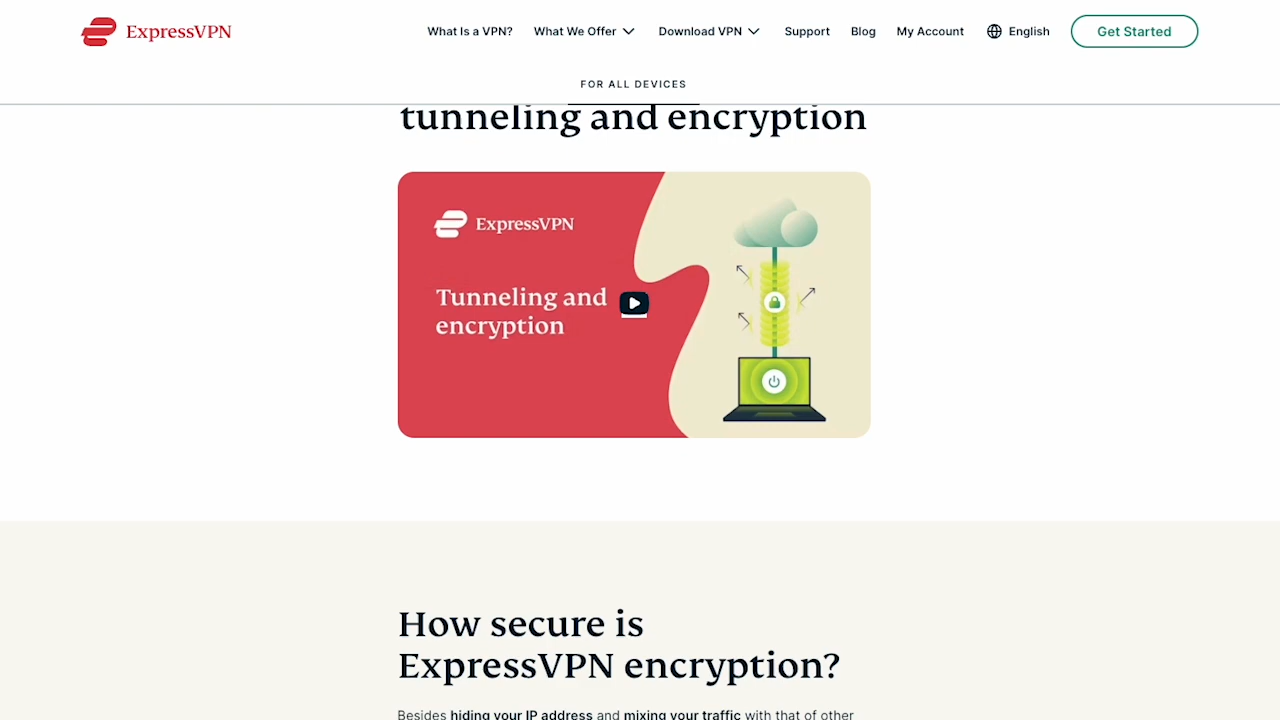 ExpressVPN
What Is a VPN? What We Offer Download VPN Support Blog My Account English Get Started
FOR ALL DEVICES
tunneling and encryption
ExpressVPN
Tunneling and
encryption
How secure is
ExpressVPN encryption?
Besides hiding your IP address and mixing your traffic with that of other